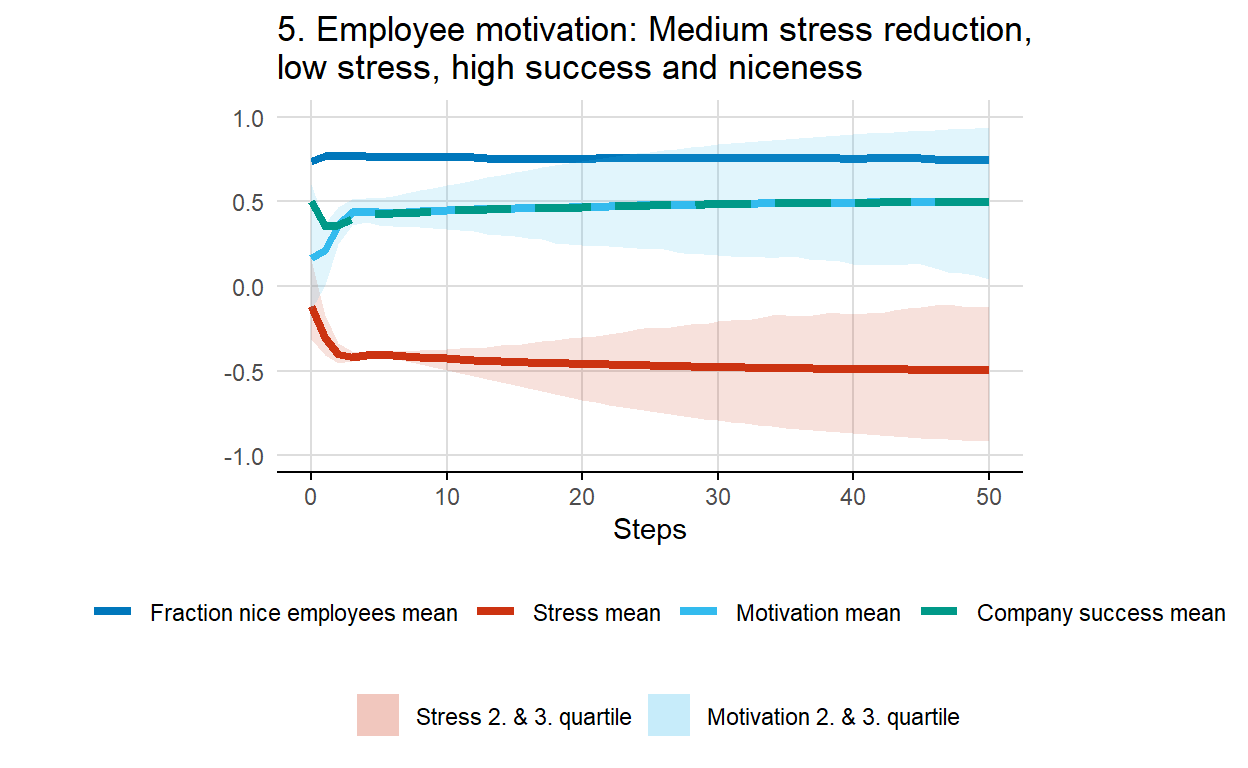 5. Employee motivation: Medium stress reduction,
low stress, high success and niceness
1.0
0.5
0.0
-0.5
-1.0
0 10 20 30 40 50
Steps
Fraction nice employees mean Stress mean Motivation mean Company success mean
Stress 2. & 3. quartile Motivation 2. & 3. quartile